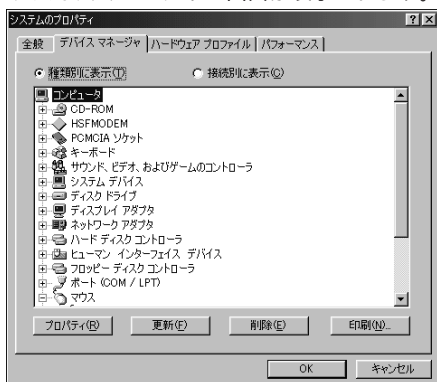 システムのプロパティ
全般 デバイス マネージャ ハードウェア プロファイル パフォーマンス
種類別に表示(T) 接続別に表示(C)
コンピュータ
CD-ROM
HSFMODEM
PCMCIA ソケット
キーボード
サウンド、ビデオ、およびゲームのコントローラ
システム デバイス
ディスク ドライブ
ディスプレイ アダプタ
ネットワーク アダプタ
ハード ディスク コントローラ
ヒューマン インターフェイス デバイス
フロッピー ディスク コントローラ
ポート (COM / LPT)
マウス
プロパティ(R) 更新(F) 削除(E) 印刷(N)...
OK キャンセル